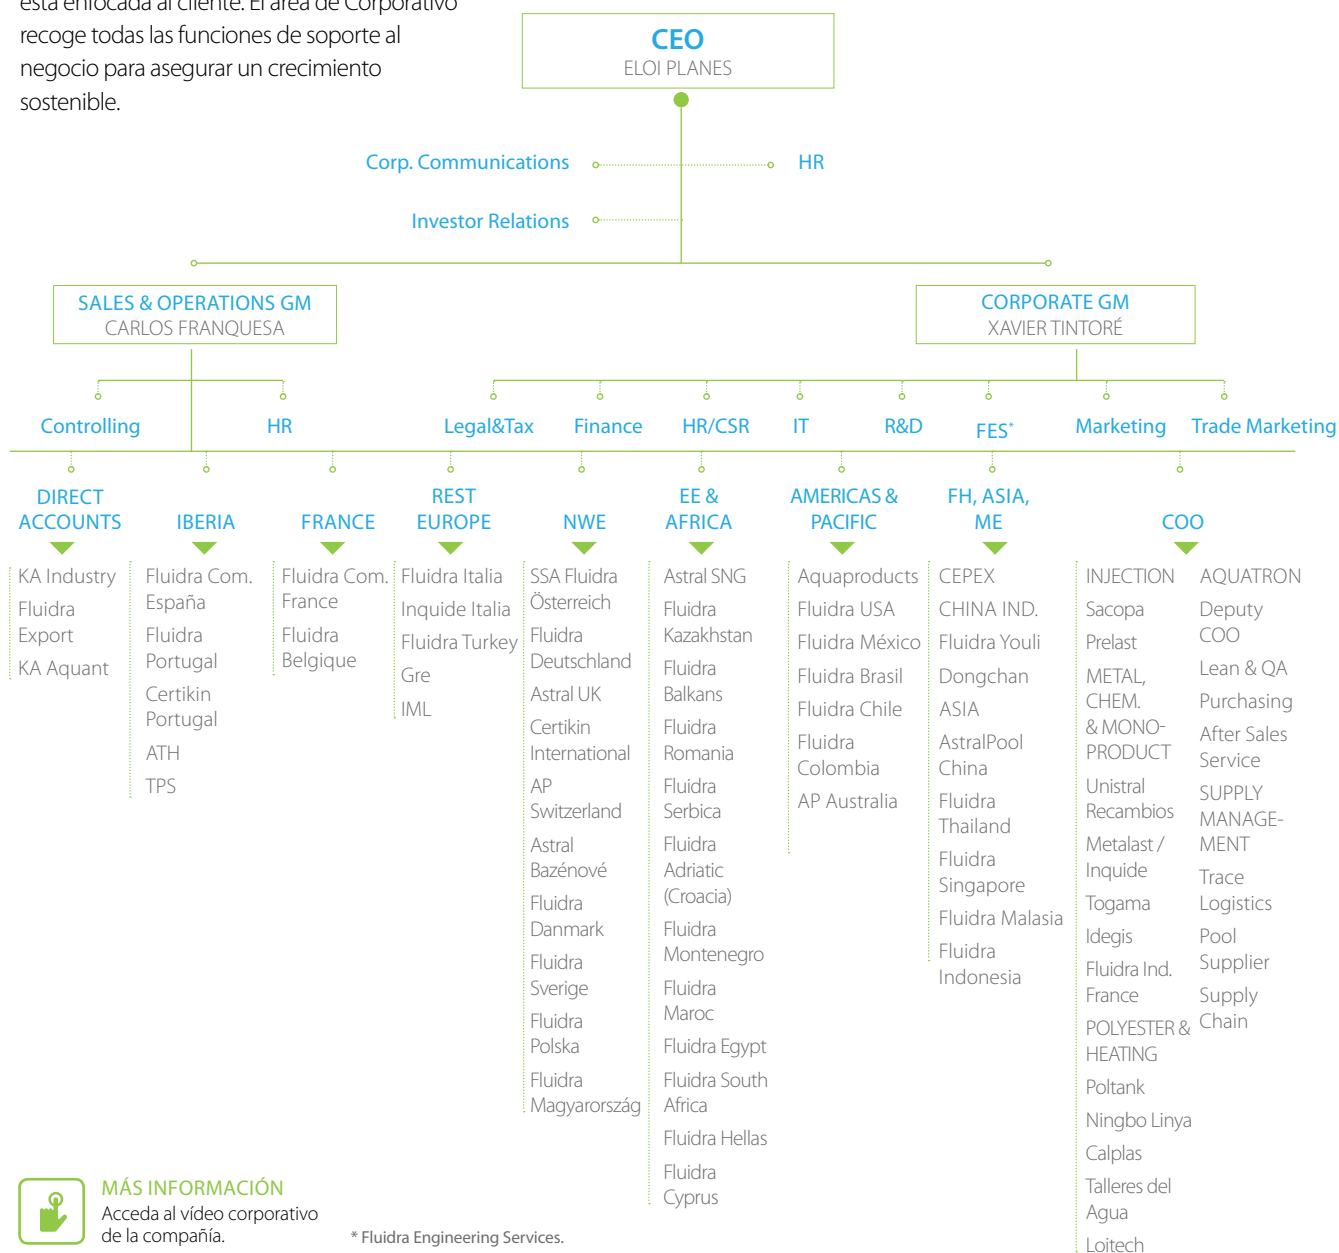 está enfocada al cliente. El área de Corporativo
recoge todas las funciones de soporte al
negocio para asegurar un crecimiento
sostenible.
CEO
ELOI PLANES
Corp. Communications
HR
Investor Relations
SALES & OPERATIONS GM
CARLOS FRANQUESA
CORPORATE GM
XAVIER TINTORÉ
Controlling
HR
Legal&Tax
Finance
HR/CSR
IT
R&D
FES*
Marketing
Trade Marketing
DIRECT
ACCOUNTS
KA Industry
Fluidra
Export
KA Aquant
IBERIA
Fluidra Com.
España
Fluidra
Portugal
Certikin
Portugal
ATH
TPS
FRANCE
Fluidra Com.
France
Fluidra
Belgique
REST
EUROPE
Fluidra Italia
Inquide Italia
Fluidra Turkey
Gre
IML
NWE
SSA Fluidra
Österreich
Fluidra
Deutschland
Astral UK
Certikin
International
AP
Switzerland
Astral
Bazénové
Fluidra
Danmark
Fluidra
Sverige
Fluidra
Polska
Fluidra
Magyarország
EE &
AFRICA
Astral SNG
Fluidra
Kazakhstan
Fluidra
Balkans
Fluidra
Romania
Fluidra
Serbica
Fluidra
Adriatic
(Croacia)
Fluidra
Montenegro
Fluidra
Maroc
Fluidra Egypt
Fluidra South
Africa
Fluidra Hellas
Fluidra
Cyprus
AMERICAS &
PACIFIC
Aquaproducts
Fluidra USA
Fluidra México
Fluidra Brasil
Fluidra Chile
Fluidra
Colombia
AP Australia
FH, ASIA,
ME
CEPEX
CHINA IND.
Fluidra Youli
Dongchan
ASIA
AstralPool
China
Fluidra
Thailand
Fluidra
Singapore
Fluidra Malasia
Fluidra
Indonesia
COO
INJECTION
Sacopa
Prelast
METAL,
CHEM.
& MONO-
PRODUCT
Unistral
Recambios
Metalast /
Inquide
Togama
Idegis
Fluidra Ind.
France
POLYESTER &
HEATING
Poltank
Ningbo Linya
Calplas
Talleres del
Agua
Loitech
AQUATRON
Deputy
COO
Lean & QA
Purchasing
After Sales
Service
SUPPLY
MANAGE-
MENT
Trace
Logistics
Pool
Supplier
Supply
Chain
MÁS INFORMACIÓN
Acceda al vídeo corporativo
de la compañía.
* Fluidra Engineering Services.